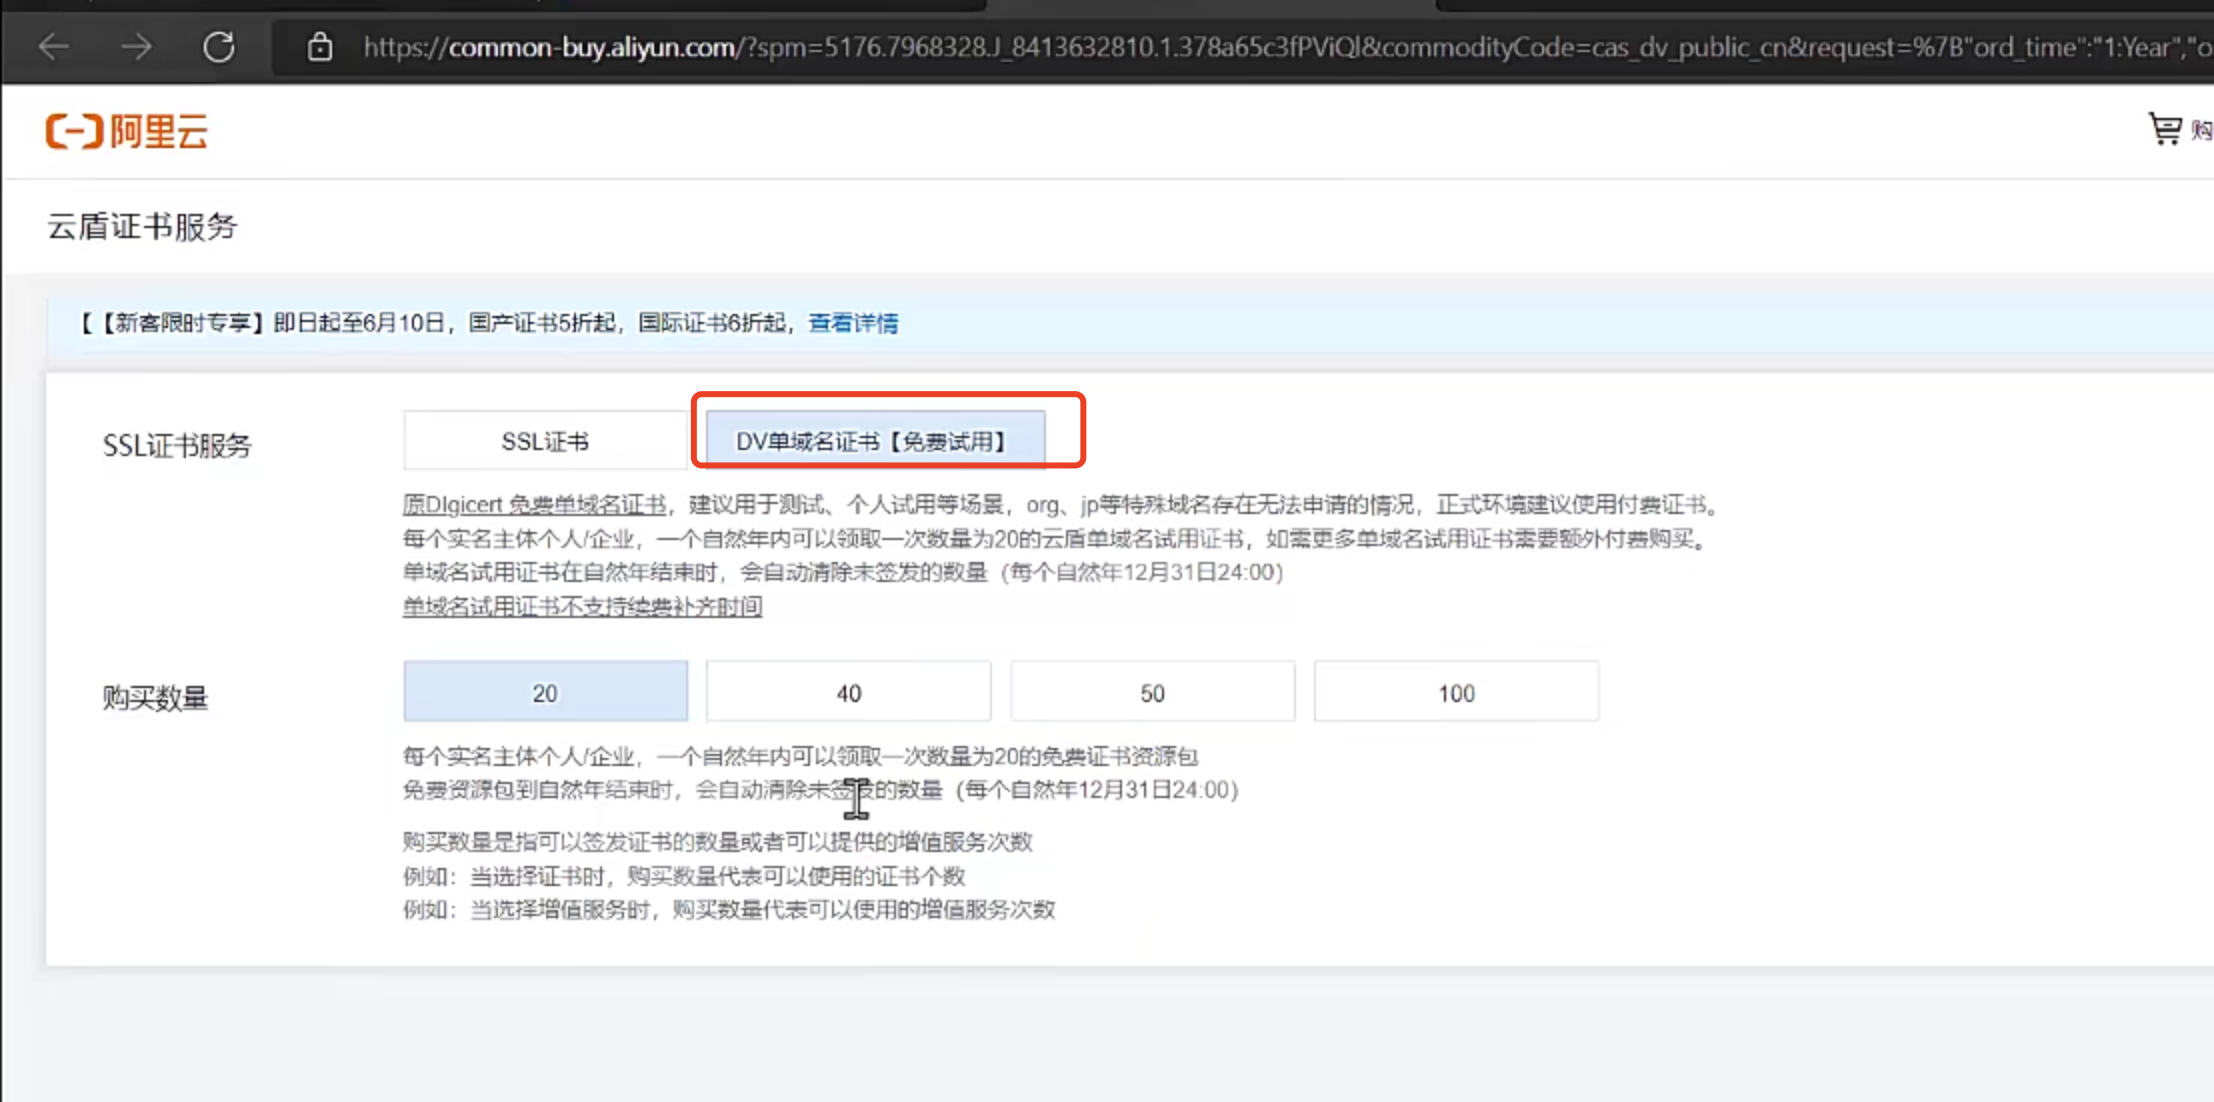 https://common-buy.aliyun.com/?spm=5176.7968328.J_8413632810.1.378a65c3fPViQl&commodityCode=cas_dv_public_cn&request=%7B"ord_time":"1:Year","o
阿里云
购
云盾证书服务
【【新客限时专享】即日起至6月10日，国产证书5折起，国际证书6折起，查看详情
SSL证书服务
SSL证书
DV单域名证书【免费试用】
原DIgicert 免费单域名证书，建议用于测试、个人试用等场景，org、jp等特殊域名存在无法申请的情况，正式环境建议使用付费证书。
每个实名主体个人/企业，一个自然年内可以领取一次数量为20的云盾单域名试用证书，如需更多单域名试用证书需要额外付费购买。
单域名试用证书在自然年结束时，会自动清除未签发的数量（每个自然年12月31日24:00）
单域名试用证书不支持续费补齐时间
购买数量
20
40
50
100
每个实名主体个人/企业，一个自然年内可以领取一次数量为20的免费证书资源包
免费资源包到自然年结束时，会自动清除未签发的数量（每个自然年12月31日24:00）
购买数量是指可以签发证书的数量或者可以提供的增值服务次数
例如：当选择证书时，购买数量代表可以使用的证书个数
例如：当选择增值服务时，购买数量代表可以使用的增值服务次数